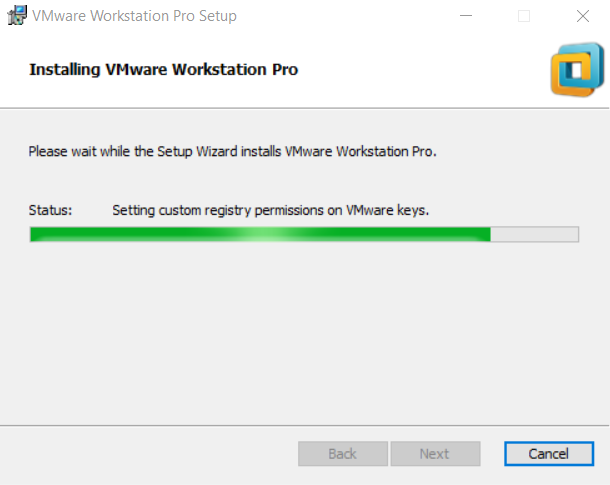 VMware Workstation Pro Setup
Installing VMware Workstation Pro
Please wait while the Setup Wizard installs VMware Workstation Pro.
Status: Setting custom registry permissions on VMware keys.
Back Next Cancel